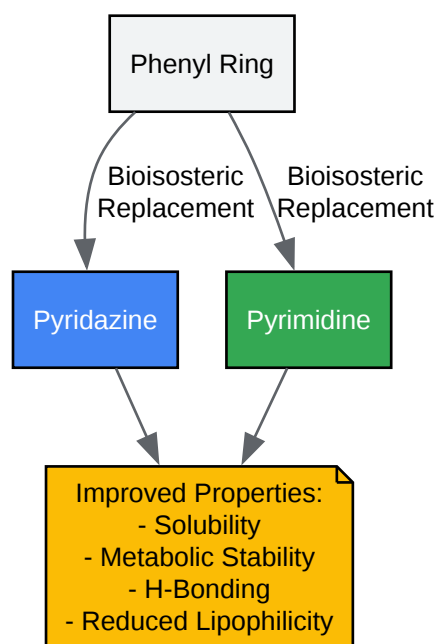 Phenyl Ring
Bioisosteric
Replacement
Bioisosteric
Replacement
Pyridazine
Pyrimidine
Improved Properties:
- Solubility
- Metabolic Stability
- H-Bonding
- Reduced Lipophilicity